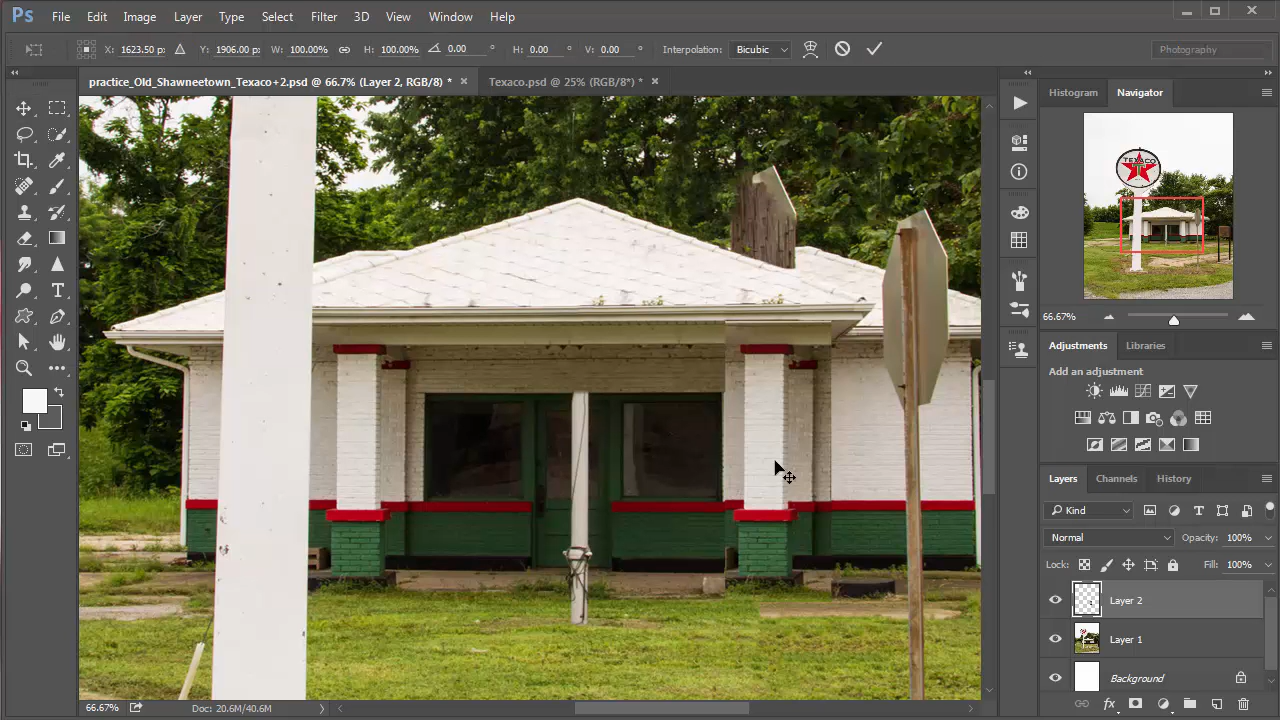 Ps File Edit Image Layer Type Select Filter 3D View Window Help
X: 1623.50 px Y: 1906.00 px W: 100.00% H: 100.00% 0.00 ° H: 0.00 ° V: 0.00 ° Interpolation: Bicubic Photography
practice_Old_Shawneetown_Texaco+2.psd @ 66.7% (Layer 2, RGB/8) * Texaco.psd @ 25% (RGB/8*) *
Histogram Navigator
TEXACO
66.67%
Adjustments Libraries
Add an adjustment
Layers Channels History
Kind
Normal Opacity: 100%
Lock: Fill: 100%
Layer 2
Layer 1
Background
66.67% Doc: 20.6M/40.6M
fx